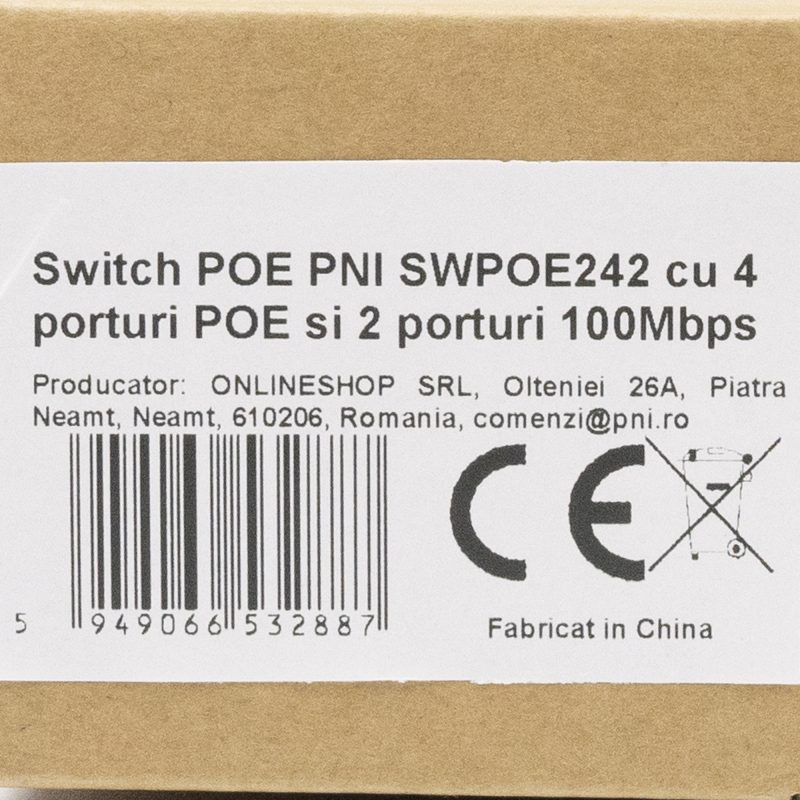 Switch POE PNI SWPOE242 cu 4
porturi POE si 2 porturi 100Mbps
Producator: ONLINESHOP SRL, Olteniei 26A, Piatra
Neamt, Neamt, 610206, Romania, comenzi@pni.ro
CE
5 949066 532887
Fabricat in China